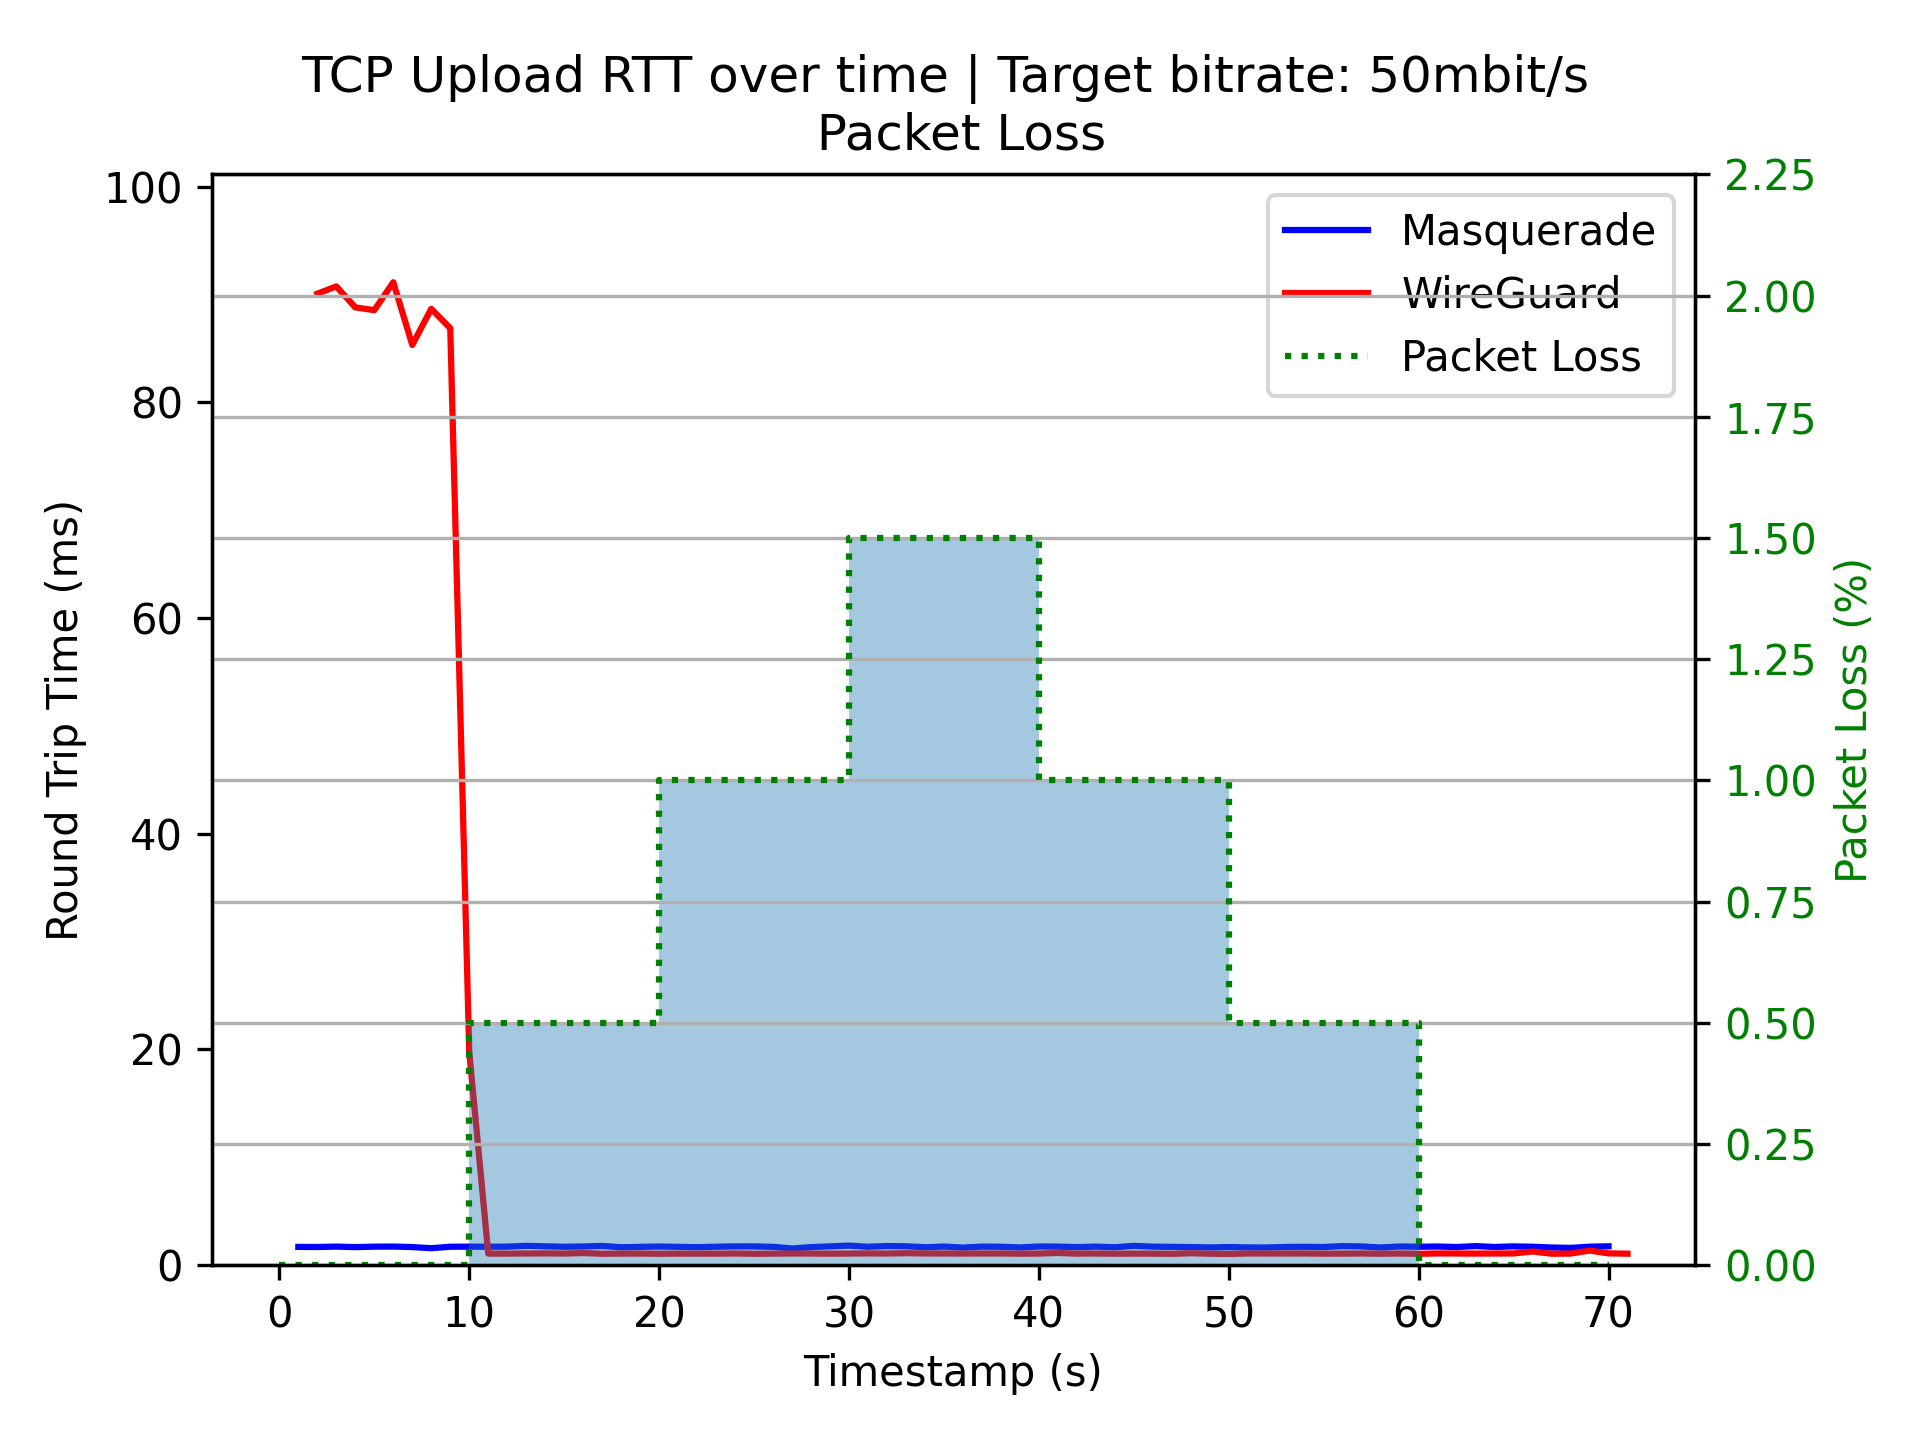 TCP Upload RTT over time | Target bitrate: 50mbit/s
Packet Loss
100
80
60
40
20
0
Round Trip Time (ms)
2.25
2.00
1.75
1.50
1.25
1.00
0.75
0.50
0.25
0.00
Packet Loss (%)
Masquerade
WireGuard
Packet Loss
0 10 20 30 40 50 60 70
Timestamp (s)